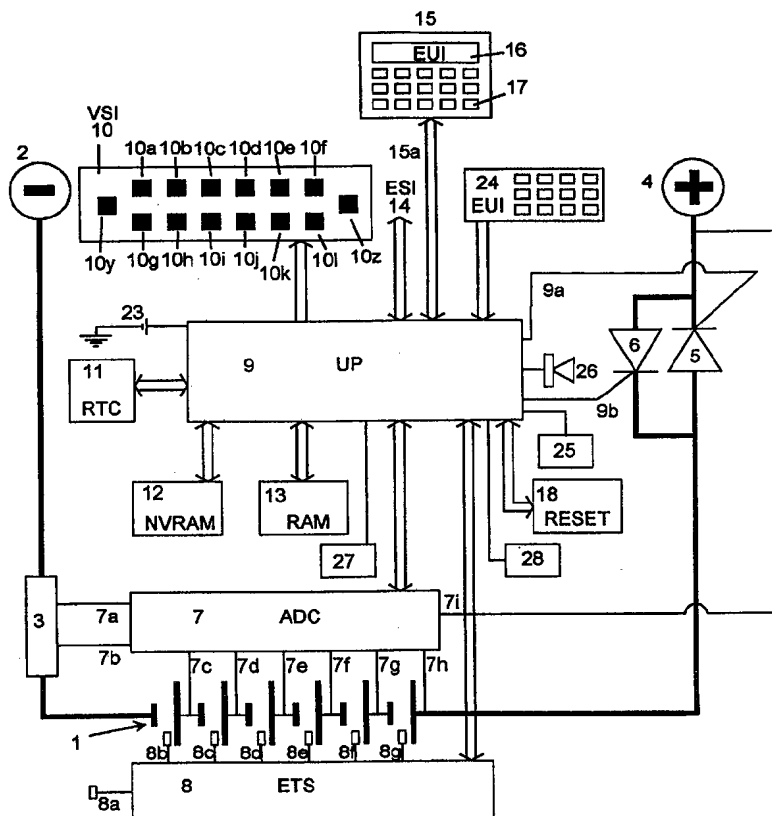 15
EUI
16
17
VSI
10
2
10a 10b 10c 10d 10e 10f
10y 10g 10h 10i 10j 10k 10l 10z
15a
ESI
14
24
EUI
4
+
−
23
9a
9 UP
6
5
26
9b
11
RTC
25
12
NVRAM
13
RAM
18
RESET
27
28
3
7a
7b
7 ADC
7i
7c 7d 7e 7f 7g 7h
1
8b 8c 8d 8e 8f 8g
8a
8 ETS